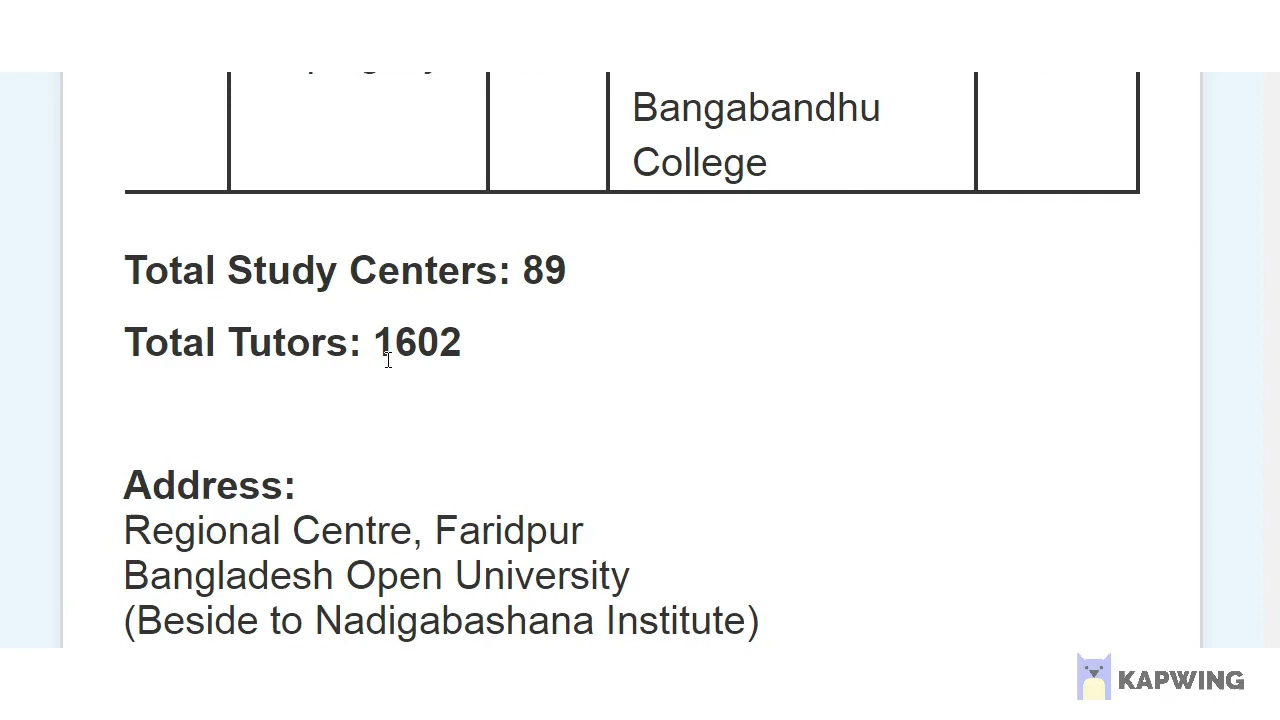 Bangabandhu
College
Total Study Centers: 89
Total Tutors: 1602
Address:
Regional Centre, Faridpur
Bangladesh Open University
(Beside to Nadigabashana Institute)
KAPWING